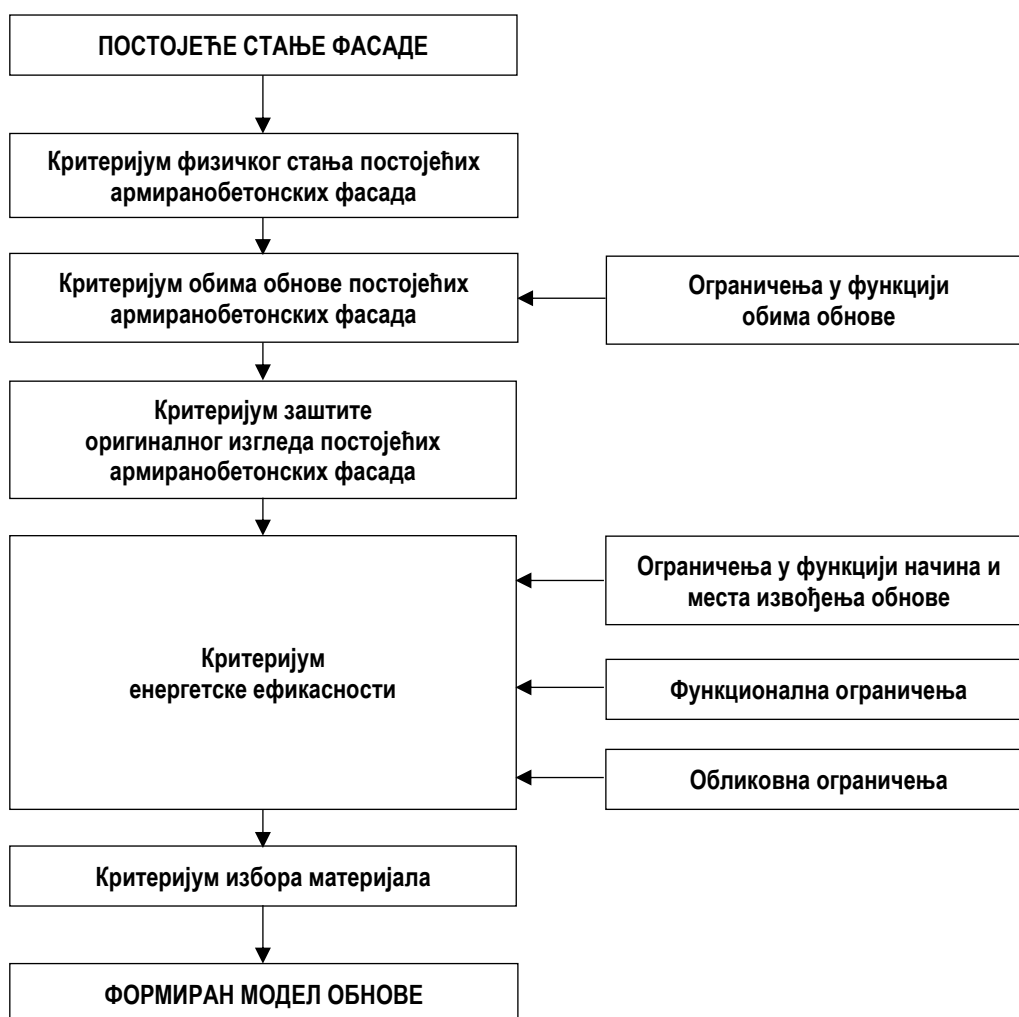 ПОСТОЈЕЋЕ СТАЊЕ ФАСАДЕ
Критеријум физичког стања постојећих
армиранобетонских фасада
Критеријум обима обнове постојећих
армиранобетонских фасада
Ограничења у функцији
обима обнове
Критеријум заштите
оригиналног изгледа постојећих
армиранобетонских фасада
Критеријум
енергетске ефикасности
Ограничења у функцији начина и
места извођења обнове
Функционална ограничења
Обликовна ограничења
Критеријум избора материјала
ФОРМИРАН МОДЕЛ ОБНОВЕ